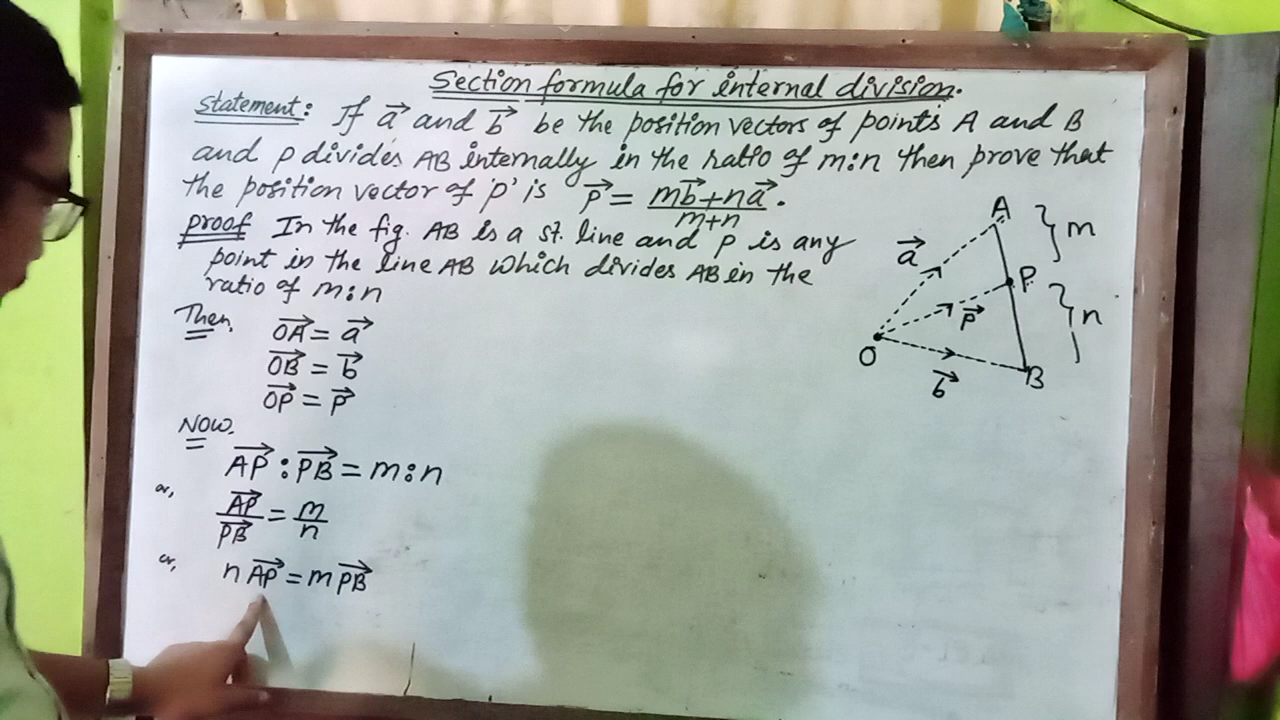 Section formula for internal division.
Statement: If a⃗ and b⃗ be the position vectors of points A and B
and P divides AB internally in the ratio of m:n then prove that
the position vector of 'p' is p⃗ = (mb⃗+na⃗)/(m+n).
Proof In the fig. AB is a st. line and P is any
point in the line AB which divides AB in the
ratio of m:n
Then,
OA⃗ = a⃗
OB⃗ = b⃗
OP⃗ = p⃗
Now,
AP⃗ : PB⃗ = m:n
or,
AP⃗/PB⃗ = m/n
or,
n AP⃗ = m PB⃗
A
m
a⃗
P
n
p⃗
O
B
b⃗